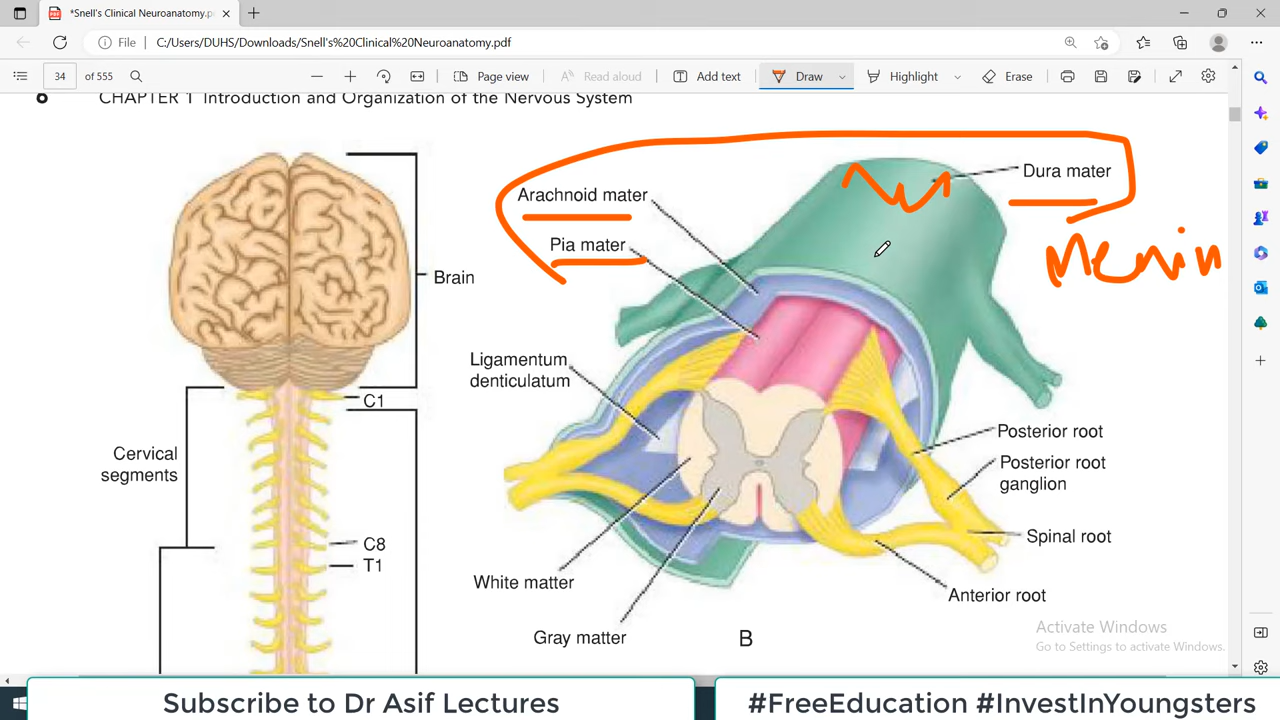 *Snell's Clinical Neuroanatomy.p
File C:/Users/DUHS/Downloads/Snell's%20Clinical%20Neuroanatomy.pdf
34 of 555 Page view Read aloud Add text Draw Highlight Erase
6 CHAPTER 1 Introduction and Organization of the Nervous System
Dura mater
Arachnoid mater
Pia mater
Menin
Brain
Ligamentum
denticulatum
C1
Cervical
segments
Posterior root
Posterior root
ganglion
Spinal root
C8
T1
White matter
Anterior root
Gray matter
B
Activate Windows
Go to Settings to activate Windows.
Subscribe to Dr Asif Lectures
#FreeEducation #InvestInYoungsters